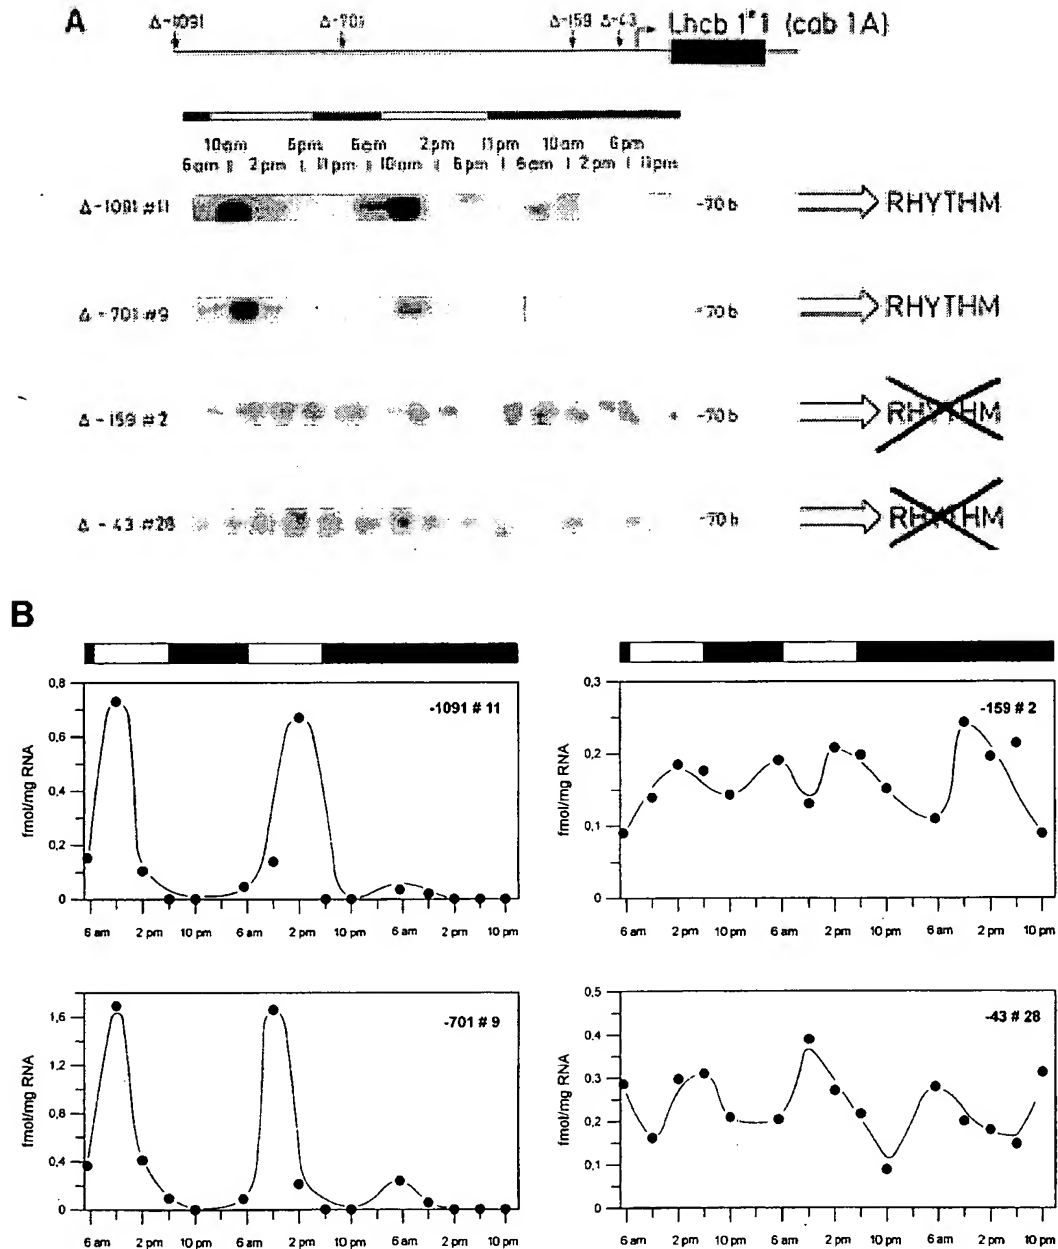 A
Δ-1091 Δ-701 Δ-159 Δ-43 Lhcb 1*1 (cab 1A)
10am 6pm 6am 2pm 11pm 10am 6pm
6am 2pm 11pm 10am 6pm 6am 2pm 11pm
Δ-1091 #11 -70 b RHYTHM
Δ-701 #9 -70 b RHYTHM
Δ-159 #2 -70 b RHYTHM
Δ-43 #28 -70 b RHYTHM
B
-1091 # 11
fmol/mg RNA
0,8
0,6
0,4
0,2
0
6 am 2 pm 10 pm 6 am 2 pm 10 pm 6 am 2 pm 10 pm
-159 # 2
fmol/mg RNA
0,3
0,2
0,1
0
6 am 2 pm 10 pm 6 am 2 pm 10 pm 6 am 2 pm 10 pm
-701 # 9
fmol/mg RNA
1,6
1,2
0,8
0,4
0
6 am 2 pm 10 pm 6 am 2 pm 10 pm 6 am 2 pm 10 pm
-43 # 28
fmol/mg RNA
0,5
0,4
0,3
0,2
0,1
0
6 am 2 pm 10 pm 6 am 2 pm 10 pm 6 am 2 pm 10 pm